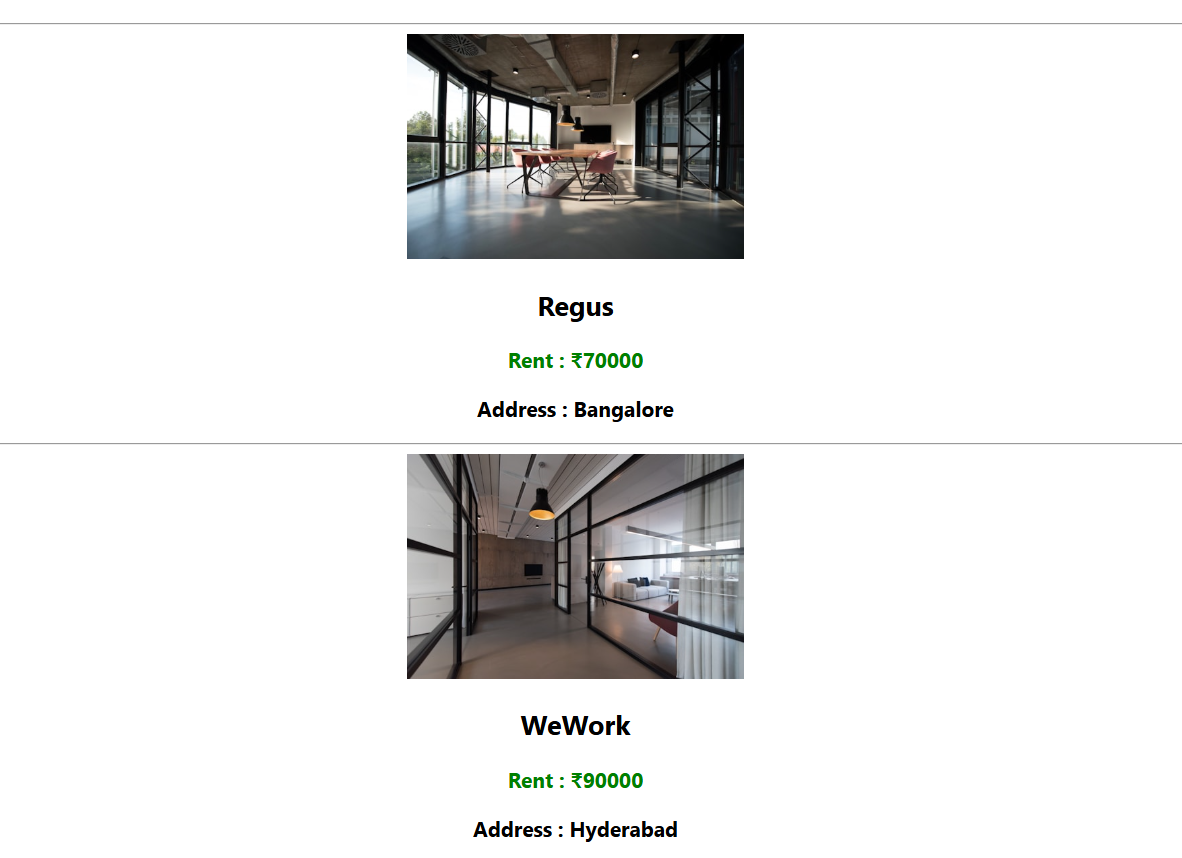 Regus
Rent : ₹70000
Address : Bangalore
WeWork
Rent : ₹90000
Address : Hyderabad